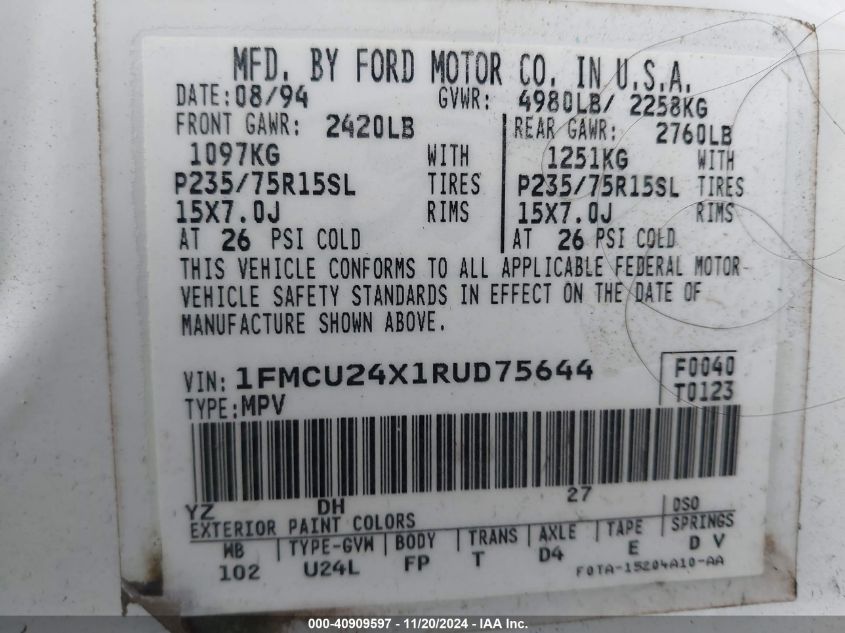 MFD. BY FORD MOTOR CO. IN U.S.A.
DATE: 08/94 GVWR: 4980LB/ 2258KG
FRONT GAWR: 2420LB REAR GAWR: 2760LB
1097KG WITH 1251KG WITH
P235/75R15SL TIRES P235/75R15SL TIRES
15X7.0J RIMS 15X7.0J RIMS
AT 26 PSI COLD AT 26 PSI COLD
THIS VEHICLE CONFORMS TO ALL APPLICABLE FEDERAL MOTOR
VEHICLE SAFETY STANDARDS IN EFFECT ON THE DATE OF
MANUFACTURE SHOWN ABOVE.
VIN: 1FMCU24X1RUD75644 F0040
TYPE: MPV T0123
YZ DH 27 DSO
EXTERIOR PAINT COLORS
WB TYPE-GVW BODY TRANS AXLE TAPE SPRINGS
102 U24L FP T D4 E D V
F0TA-15204A10-AA
000-40909597 - 11/20/2024 - IAA Inc.